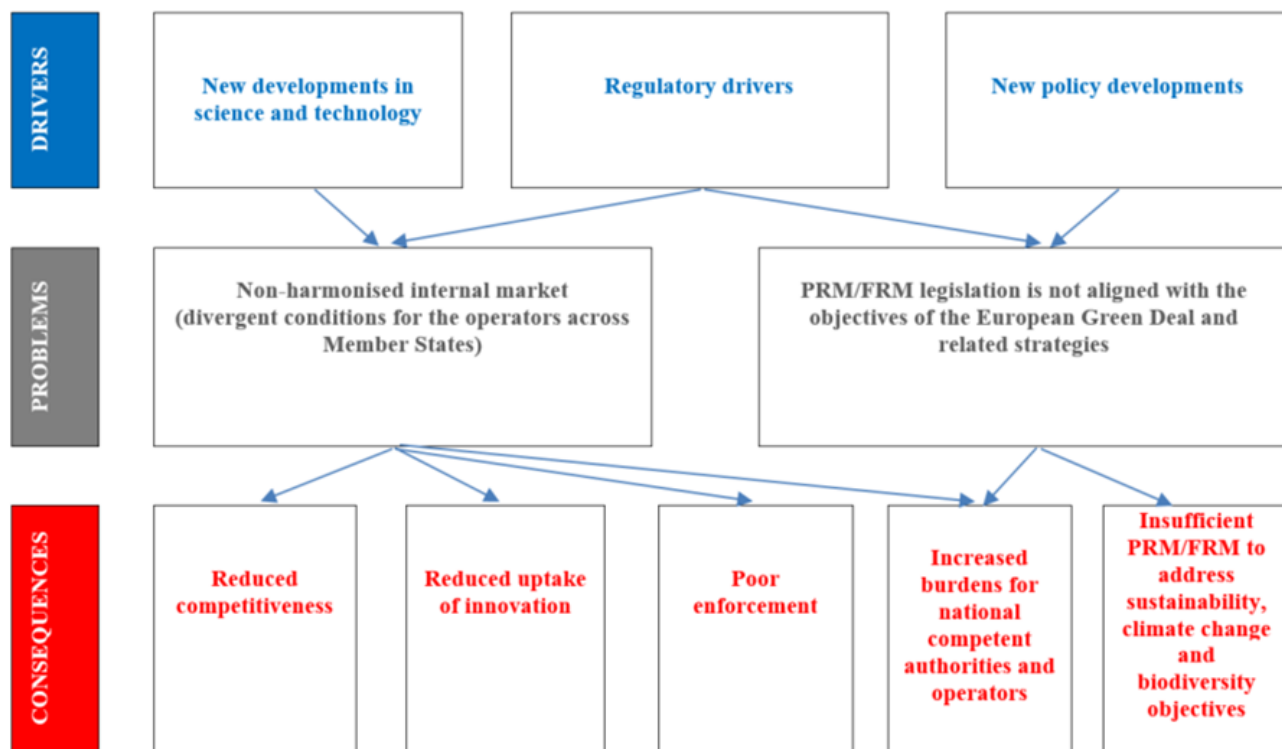 DRIVERS
New developments in
science and technology
Regulatory drivers
New policy developments
PROBLEMS
Non-harmonised internal market
(divergent conditions for the operators across
Member States)
PRM/FRM legislation is not aligned with the
objectives of the European Green Deal and
related strategies
CONSEQUENCES
Reduced
competitiveness
Reduced uptake
of innovation
Poor
enforcement
Increased
burdens for
national
competent
authorities and
operators
Insufficient
PRM/FRM to
address
sustainability,
climate change
and
biodiversity
objectives